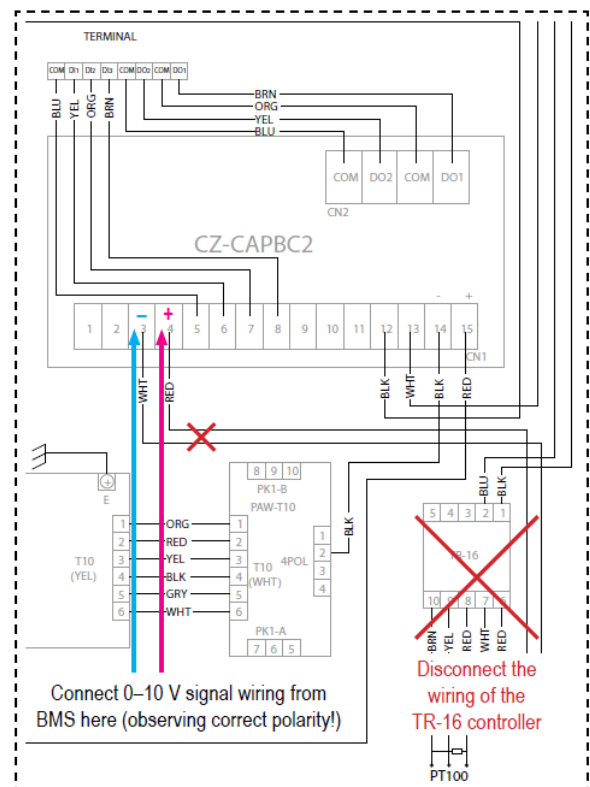 TERMINAL
COM DI1 DI2 DI3 COM DO2 COM DO1
BLU YEL ORG BRN
BRN
ORG
YEL
BLU
COM DO2 COM DO1
CN2
CZ-CAPBC2
- + - +
1 2 3 4 5 6 7 8 9 10 11 12 13 14 15
CN1
WHT RED BLK WHT BLK RED
8 9 10
PK1-B
PAW-T10
E
BLU BLK
5 4 3 2 1
TR-16
10 9 8 7 6
BRN YEL RED WHT RED
1 ORG 1
2 RED 2
3 YEL 3
4 BLK 4
5 GRY 5
6 WHT 6
T10
(YEL)
T10
(WHT)
4POL
1
2
3
4
BLK
PK1-A
7 6 5
Connect 0–10 V signal wiring from
BMS here (observing correct polarity!)
Disconnect the
wiring of the
TR-16 controller
PT100